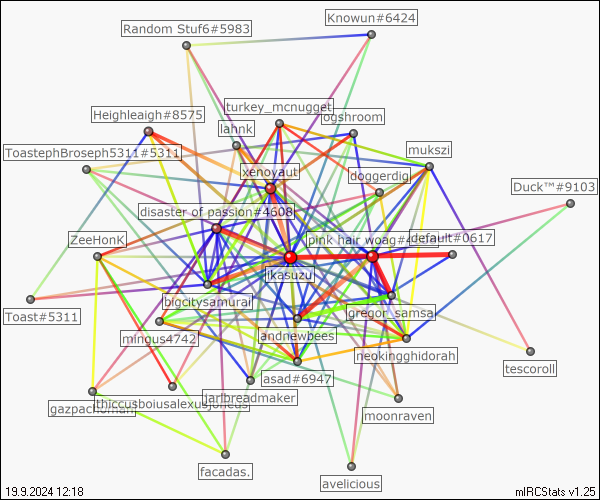 Knowun#6424
Random Stuf6#5983
turkey_mcnugget
Heighleaigh#8575
ogshroom
lahnk
mukszi
ToastephBroseph5311#5311
xenoyaut
doggerdig
Duck™#9103
disaster of passion#4608
ZeeHonK
pink hair woag#4
default#0617
jkasuzu
bigcitysamurai
Toast#5311
gregor_samsa
mingus4742
andnewbees
neokingghidorah
tescoroll
asad#6947
jarlbreadmaker
gazpachoman
moonraven
facadas.
avelicious
19.9.2024 12:18
mIRCStats v1.25